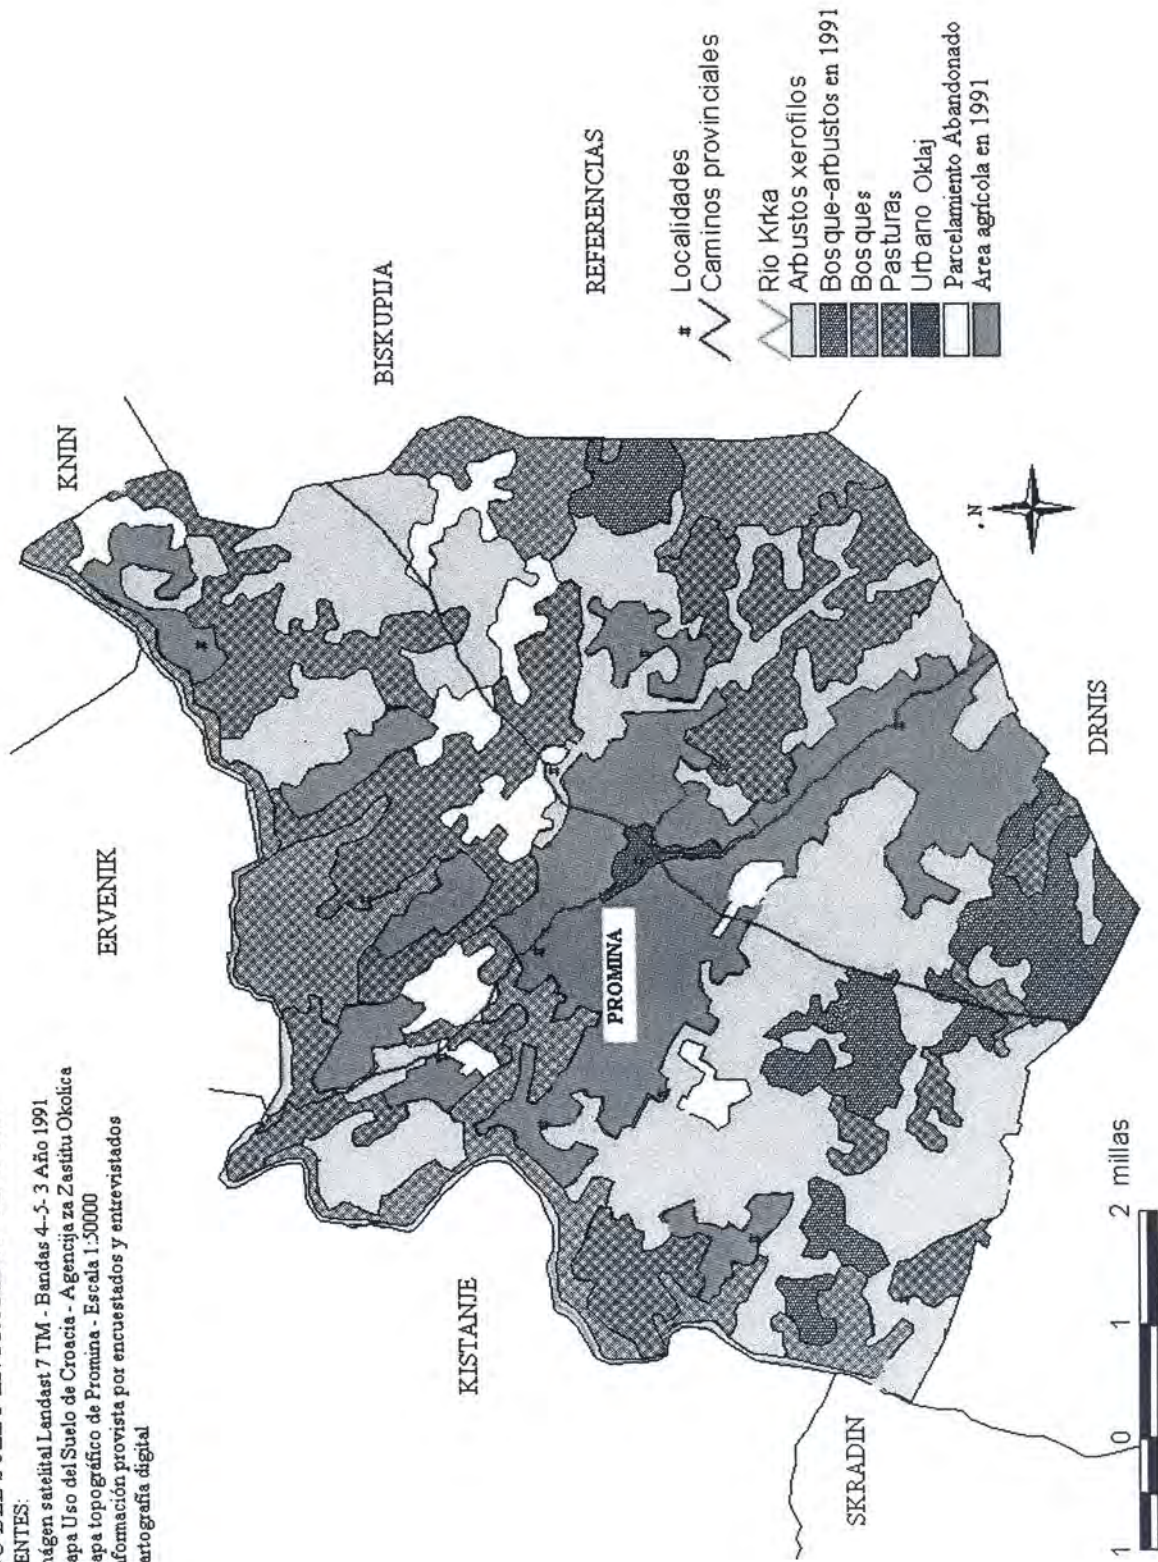 ENTES:
nágen satelital Landast 7 TM - Bandas 4-5-3 Año 1991
apa Uso del Suelo de Croacia - Agencija za Zastitu Okolica
apa topográfico de Promina - Escala 1:50000
formación provista por encuestados y entrevistados
artografía digital
KNIN
BISKUPIJA
ERVENIK
KISTANJE
PROMINA
SKRADIN
DRNIS
REFERENCIAS
# Localidades
Caminos provinciales
Rio Krka
Arbustos xerofilos
Bosque-arbustos en 1991
Bosques
Pasturas
Urbano Oklaj
Parcelamiento Abandonado
Area agrícola en 1991
. N
1 0 1 2 millas